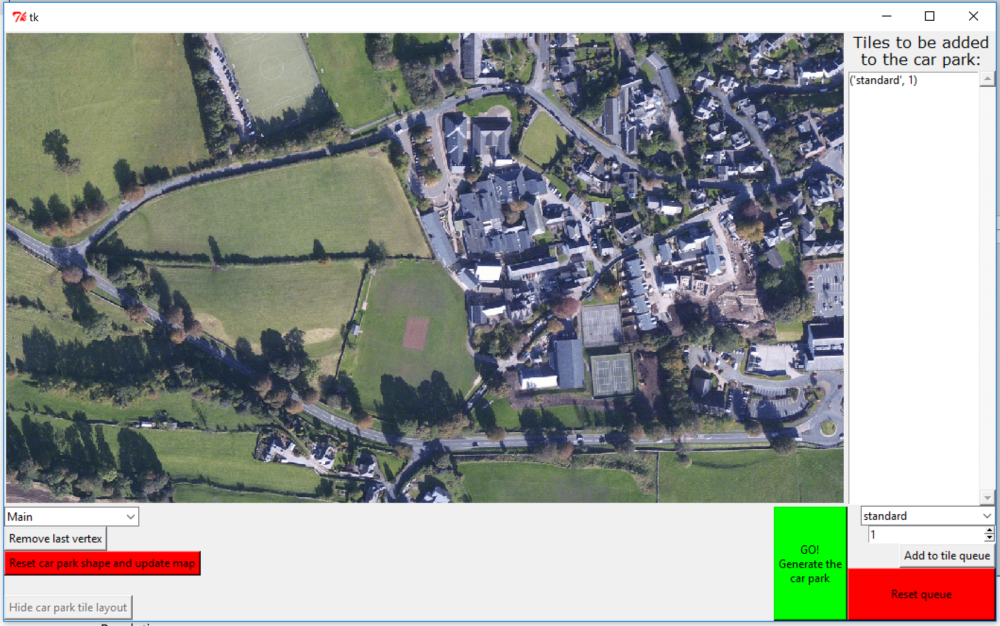 tk
Tiles to be added
to the car park:
('standard', 1)
Main
Remove last vertex
Reset car park shape and update map
Hide car park tile layout
GO!
Generate the
car park
standard
1
Add to tile queue
Reset queue